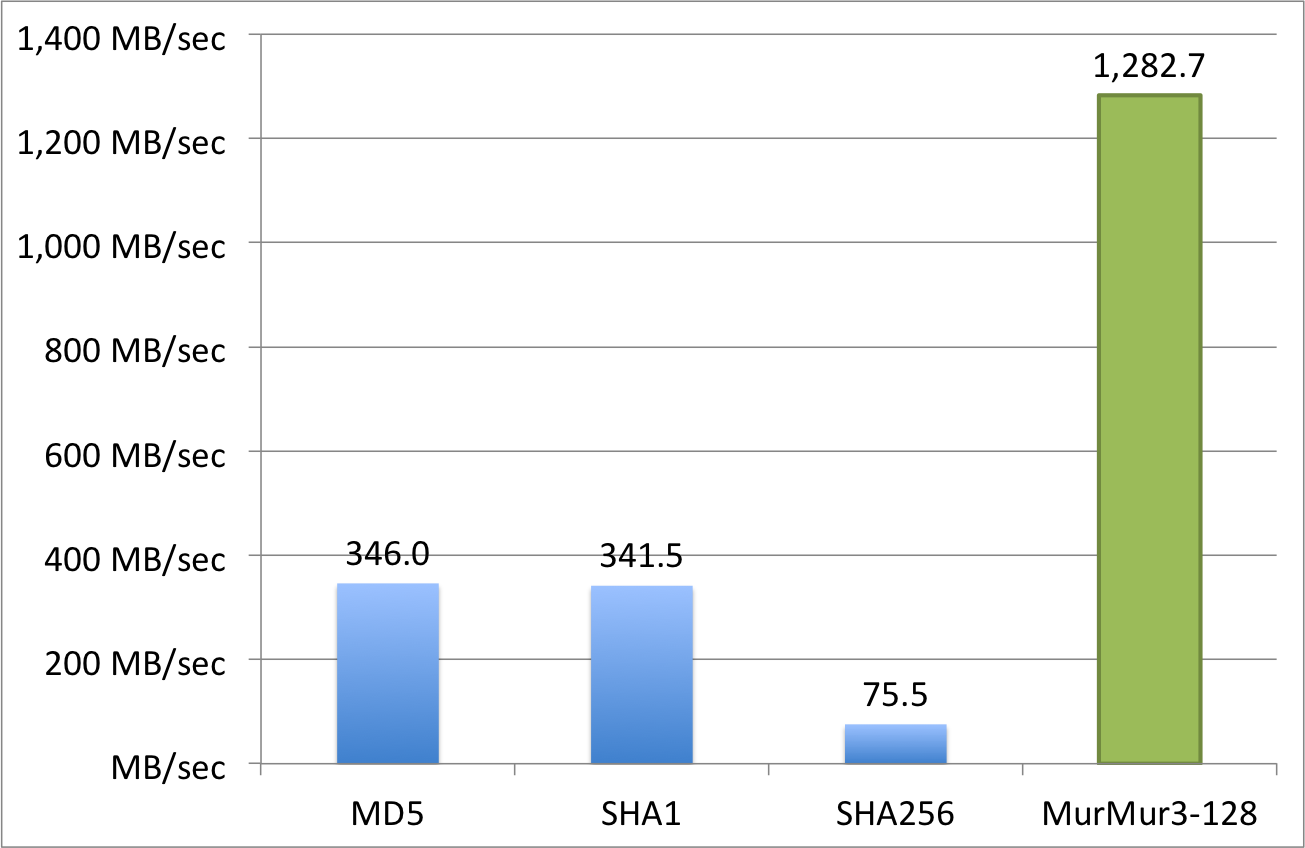 1,400 MB/sec
1,282.7
1,200 MB/sec
1,000 MB/sec
800 MB/sec
600 MB/sec
400 MB/sec
346.0
341.5
200 MB/sec
75.5
MB/sec
MD5
SHA1
SHA256
MurMur3-128